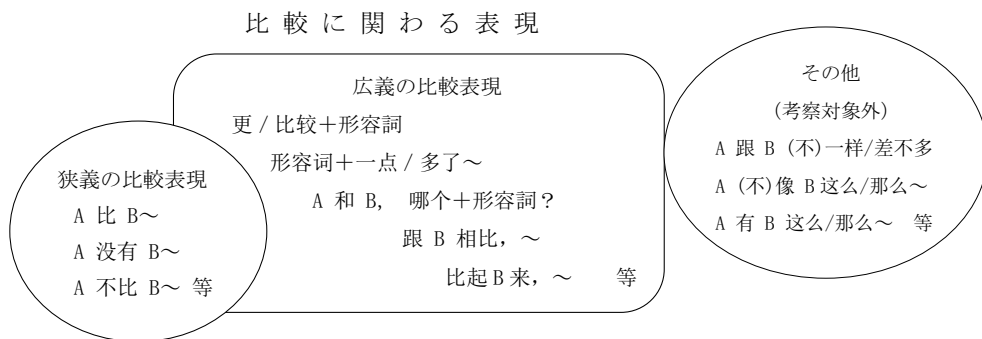 比較に関わる表現
広義の比較表現
更 / 比较＋形容詞
形容词＋一点 / 多了～
A 和 B， 哪个＋形容詞？
跟 B 相比，～
比起 B 来，～ 等
狭義の比較表現
A 比 B～
A 没有 B～
A 不比 B～ 等
その他
(考察対象外)
A 跟 B (不)一样/差不多
A (不)像 B 这么/那么～
A 有 B 这么/那么～ 等